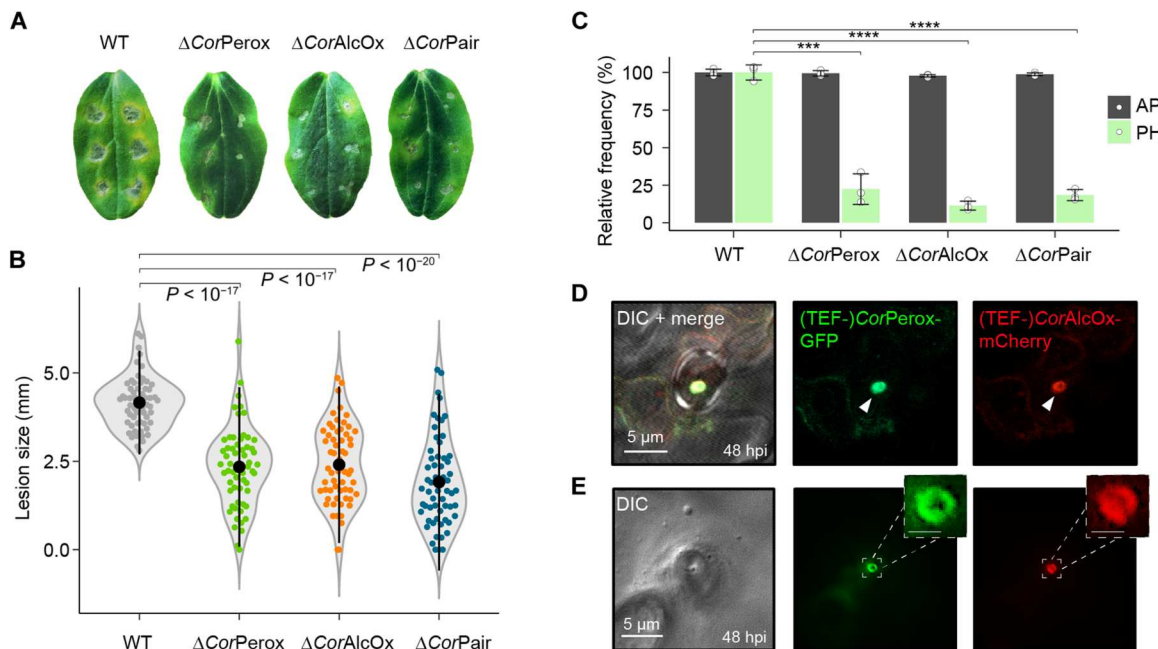 A
WT
ΔCorPerox
ΔCorAlcOx
ΔCorPair
B
P < 10⁻²⁰
P < 10⁻¹⁷
P < 10⁻¹⁷
Lesion size (mm)
5.0
2.5
0.0
WT
ΔCorPerox
ΔCorAlcOx
ΔCorPair
C
****
****
***
Relative frequency (%)
100
75
50
25
0
WT
ΔCorPerox
ΔCorAlcOx
ΔCorPair
AP
PH
D
DIC + merge
5 μm
48 hpi
(TEF-)CorPerox-
GFP
(TEF-)CorAlcOx-
mCherry
E
DIC
5 μm
48 hpi